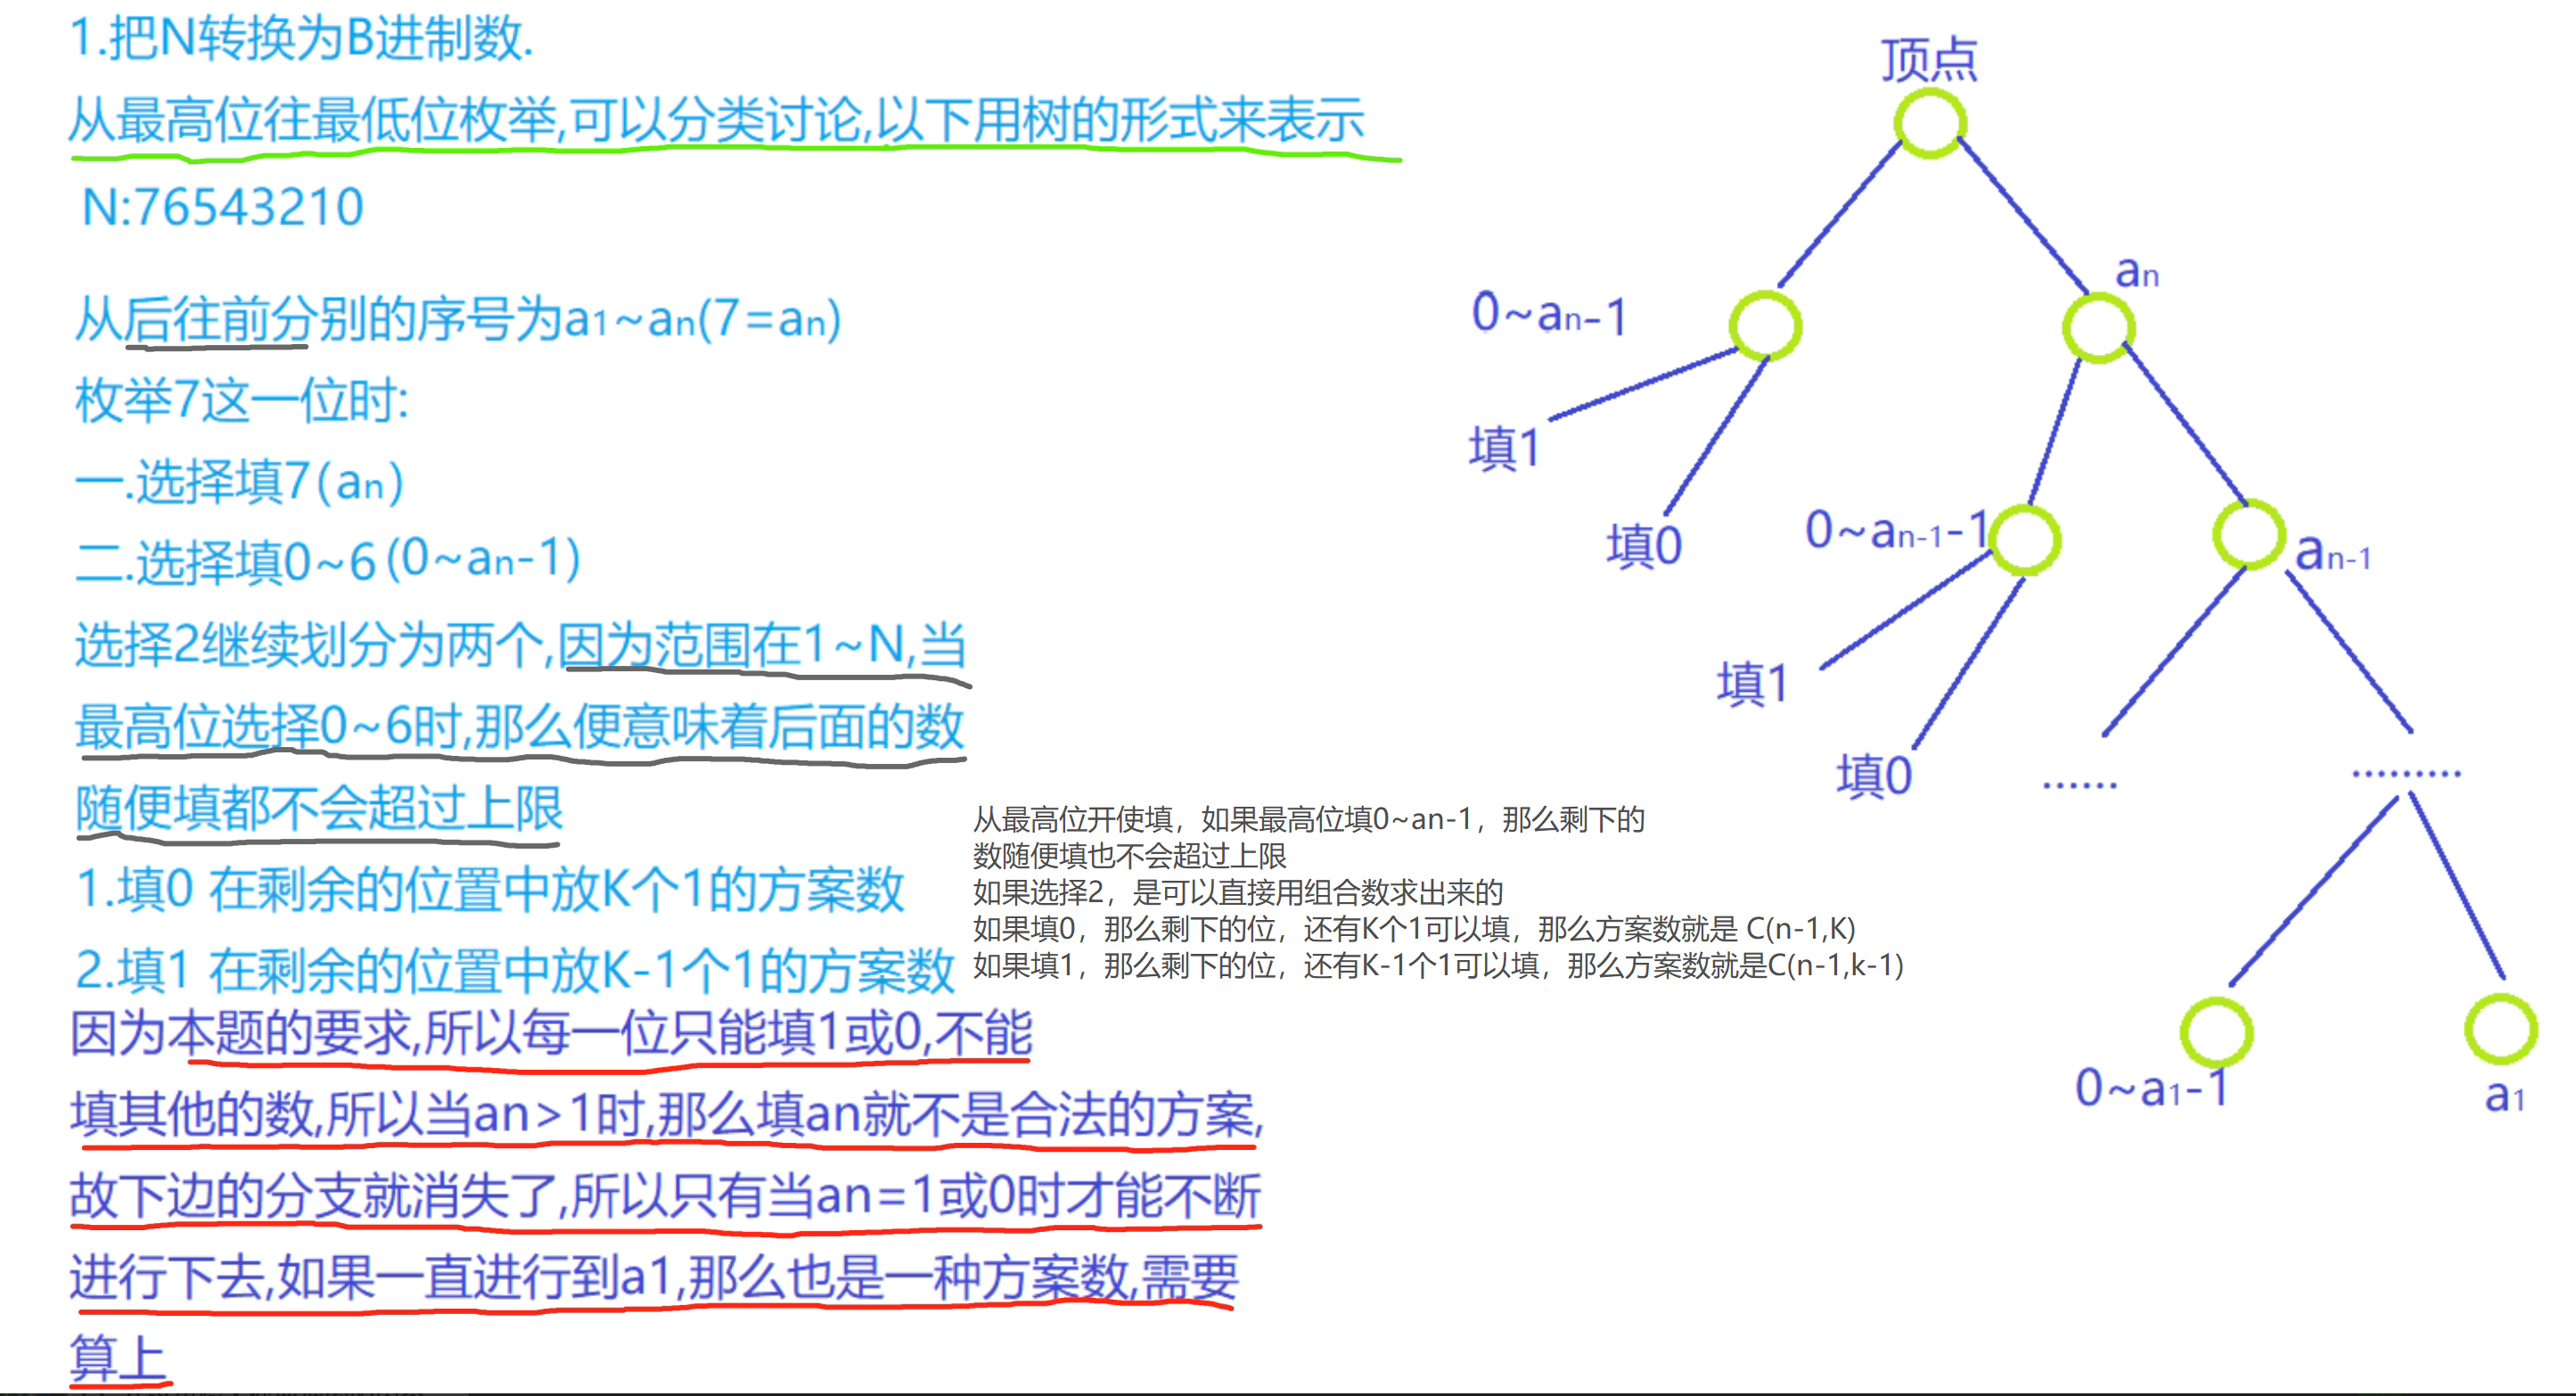 1.把N转换为B进制数.
从最高位往最低位枚举,可以分类讨论,以下用树的形式来表示
N:76543210
从后往前分别的序号为a1~an(7=an)
枚举7这一位时:
一.选择填7(an)
二.选择填0~6(0~an-1)
选择2继续划分为两个,因为范围在1~N,当
最高位选择0~6时,那么便意味着后面的数
随便填都不会超过上限
1.填0 在剩余的位置中放K个1的方案数
2.填1 在剩余的位置中放K-1个1的方案数
因为本题的要求,所以每一位只能填1或0,不能
填其他的数,所以当an>1时,那么填an就不是合法的方案,
故下边的分支就消失了,所以只有当an=1或0时才能不断
进行下去,如果一直进行到a1,那么也是一种方案数,需要
算上
从最高位开使填，如果最高位填0~an-1，那么剩下的
数随便填也不会超过上限
如果选择2，是可以直接用组合数求出来的
如果填0，那么剩下的位，还有K个1可以填，那么方案数就是 C(n-1,K)
如果填1，那么剩下的位，还有K-1个1可以填，那么方案数就是C(n-1,k-1)
顶点
0~an-1
an
填1
填0
0~an-1-1
an-1
填1
填0
......
.........
0~a1-1
a1